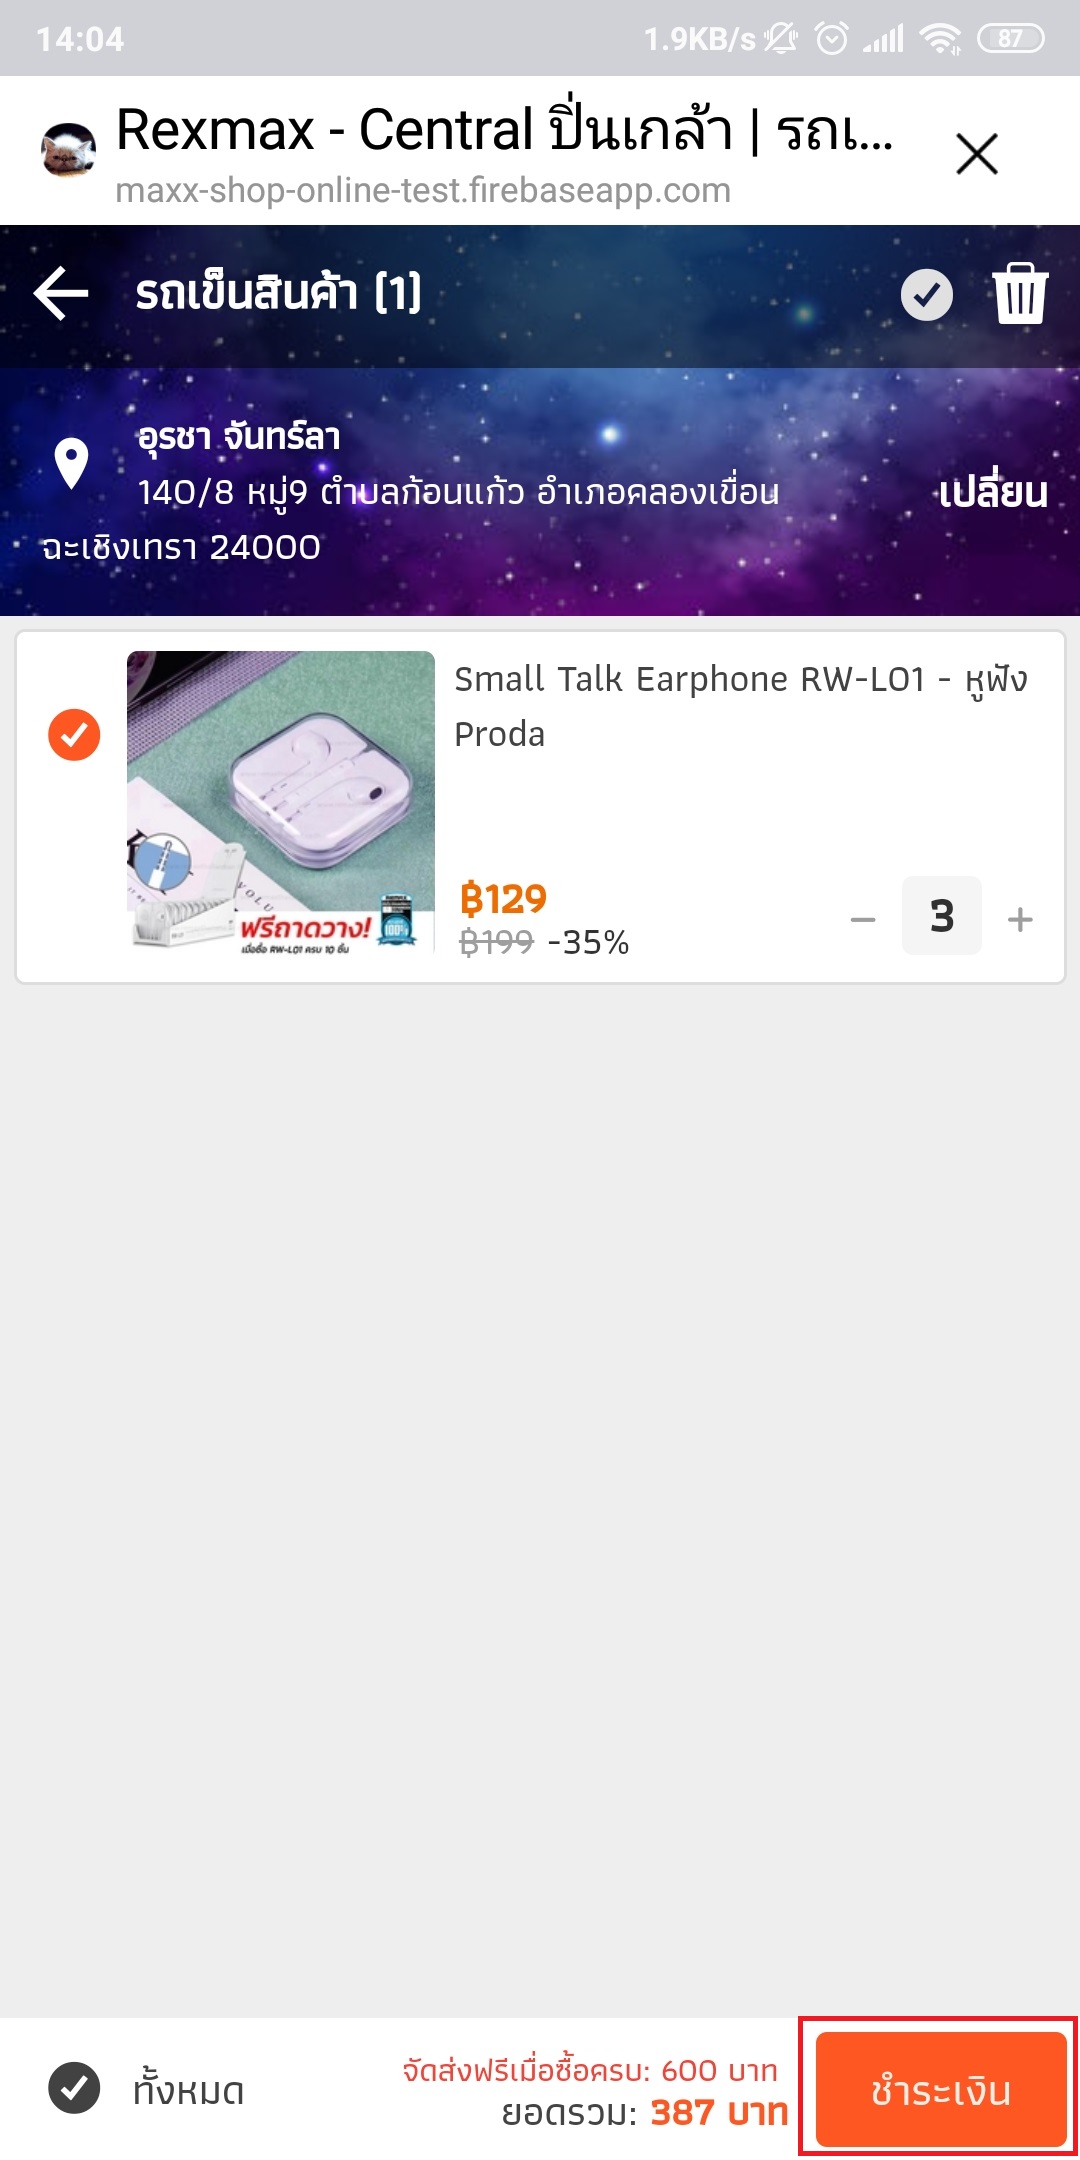 14:04 1.9KB/s 87
Rexmax - Central ปิ่นเกล้า | รถเ...
maxx-shop-online-test.firebaseapp.com
รถเข็นสินค้า (1)
อุรชา จันทร์ลา
140/8 หมู่9 ตำบลก้อนแก้ว อำเภอคลองเขื่อน
ฉะเชิงเทรา 24000
เปลี่ยน
Small Talk Earphone RW-L01 - หูฟัง
Proda
ฟรีถาดวาง!
เมื่อซื้อ RW-L01 ครบ 10 ชิ้น
100%
฿129
฿199 -35%
− 3 +
ทั้งหมด
จัดส่งฟรีเมื่อซื้อครบ: 600 บาท
ยอดรวม: 387 บาท
ชำระเงิน